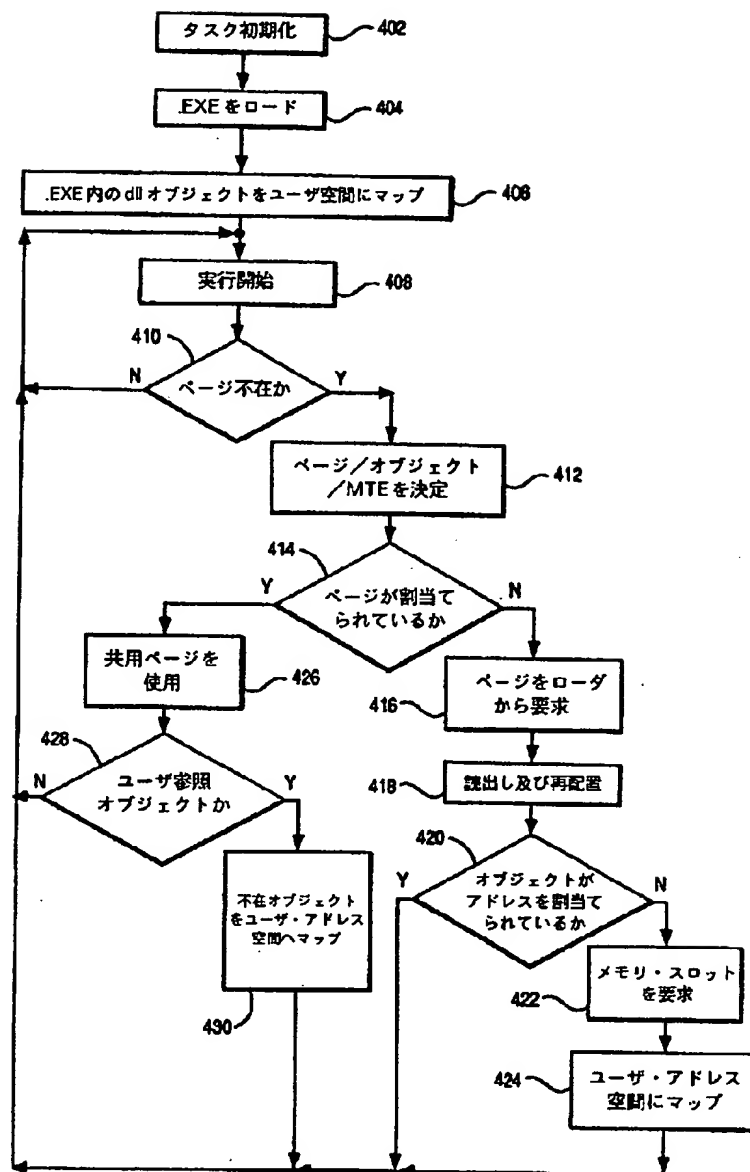 タスク初期化
402
.EXEをロード
404
.EXE内のdllオブジェクトをユーザ空間にマップ
406
実行開始
408
410
N
ページ不在か
Y
ページ/オブジェクト
/MTEを決定
412
414
Y
ページが割当て
られているか
N
共用ページを
使用
426
ページをローダ
から要求
416
428
N
ユーザ参照
オブジェクトか
Y
読出し及び再配置
418
420
Y
オブジェクトが
アドレスを割当て
られているか
N
不在オブジェクト
をユーザ・アドレス
空間へマップ
430
メモリ・スロット
を要求
422
ユーザ・アドレス
空間にマップ
424